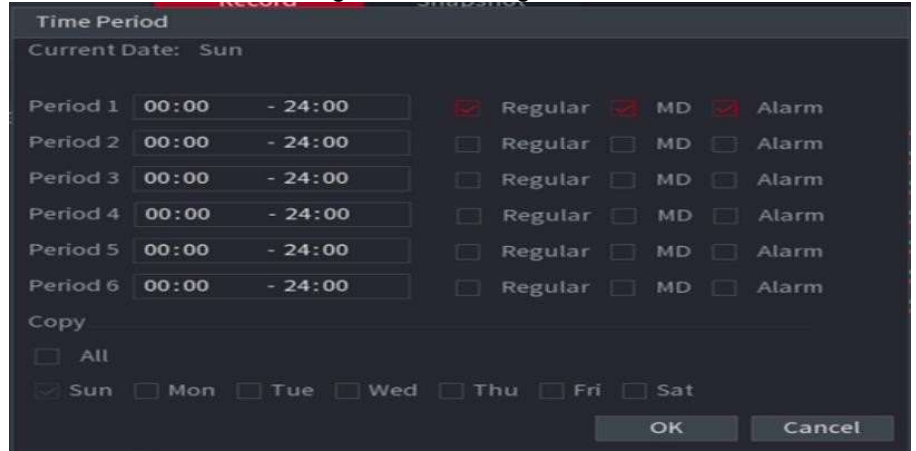 Record Snapshot
Time Period
Current Date: Sun
Period 1 00:00 - 24:00 Regular MD Alarm
Period 2 00:00 - 24:00 Regular MD Alarm
Period 3 00:00 - 24:00 Regular MD Alarm
Period 4 00:00 - 24:00 Regular MD Alarm
Period 5 00:00 - 24:00 Regular MD Alarm
Period 6 00:00 - 24:00 Regular MD Alarm
Copy
All
Sun Mon Tue Wed Thu Fri Sat
OK Cancel